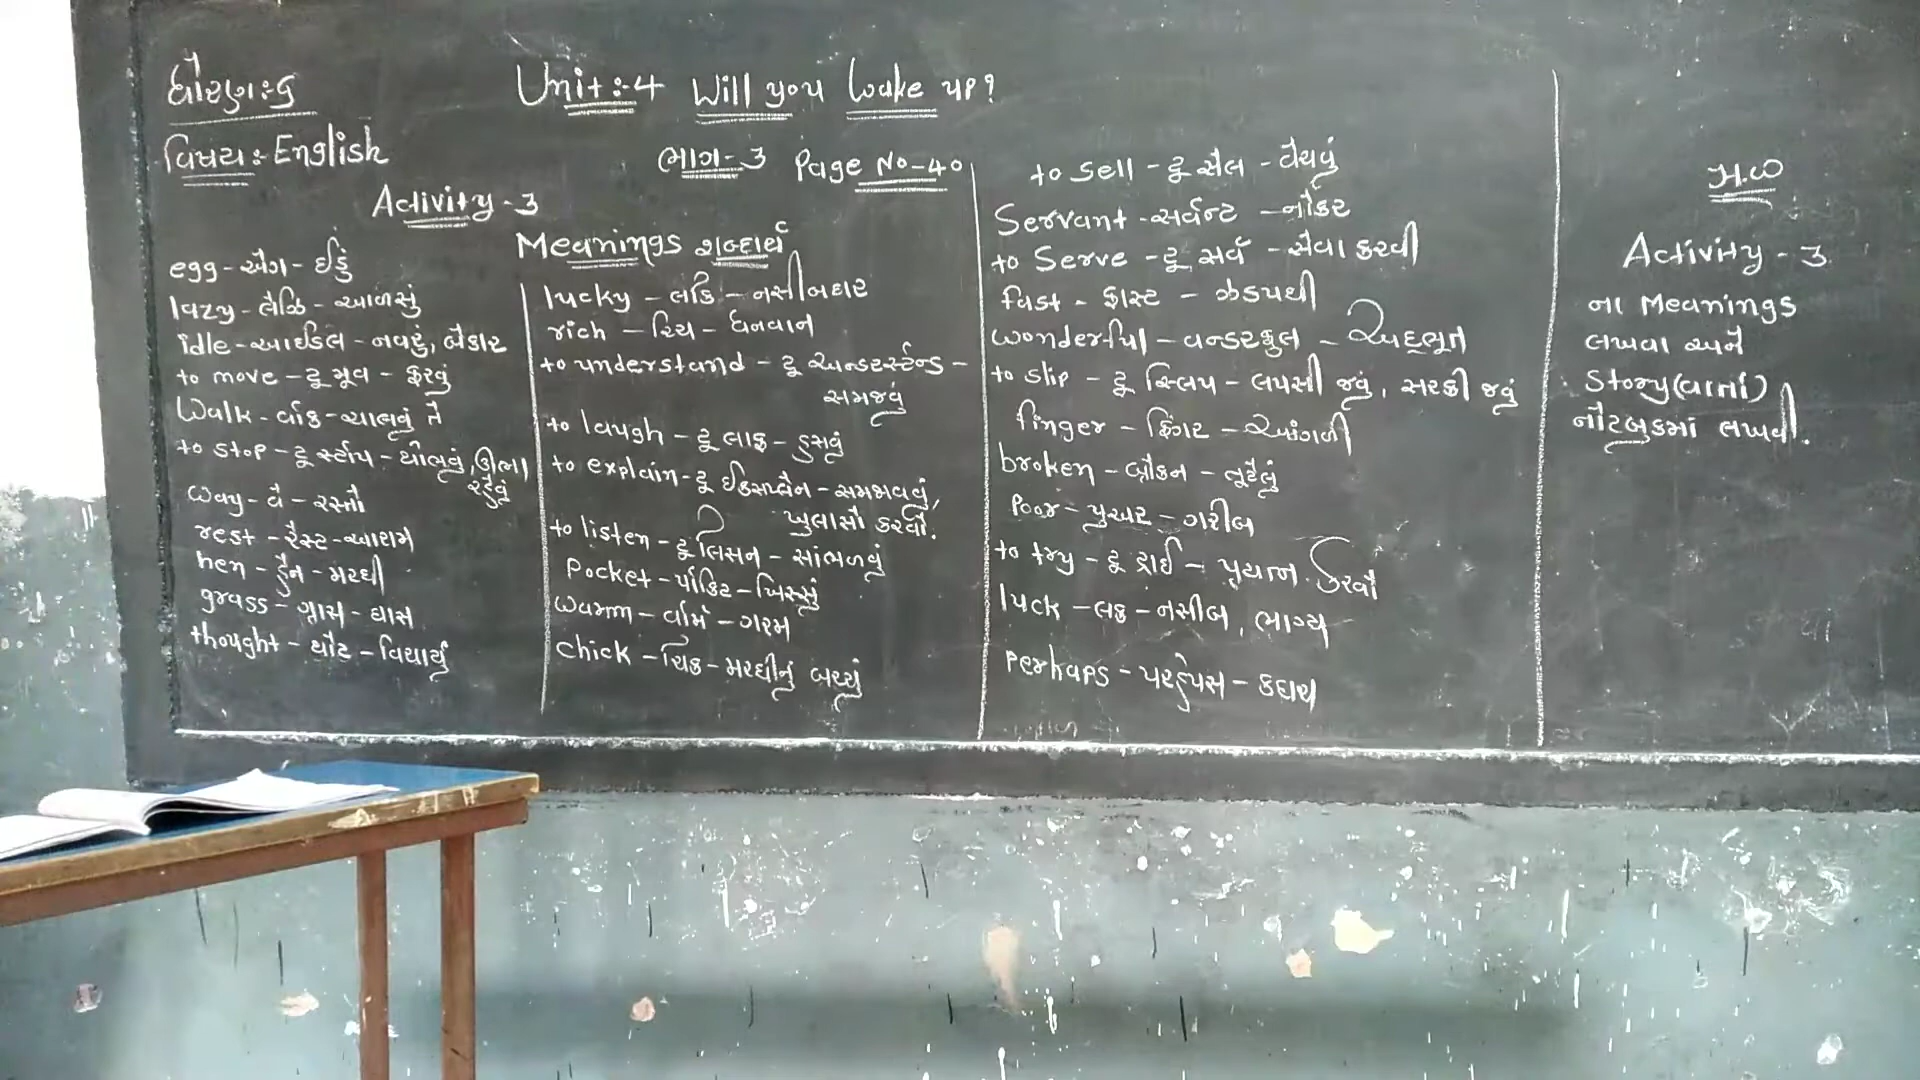 ધોરણ:-૬
Unit :- 4 Will you wake up?
વિષય :- English
ભાગ-૩ Page No-40
Activity-3
Meanings શબ્દાર્થ
egg - એગ - ઈંડું
lazy - લેઝિ - આળસું
idle - આઈડલ - નવરું, બેકાર
to move - ટૂ મૂવ - ફરવું
Walk - વૉક - ચાલવું તે
to stop - ટૂ સ્ટૉપ - થોભવું, ઊભા
રહેવું
way - વે - રસ્તો
rest - રેસ્ટ - આરામ
hen - હેન - મરઘી
grass - ગ્રાસ - ઘાસ
thought - થૉટ - વિચાર્યું
lucky - લકિ - નસીબદાર
rich - રિચ - ધનવાન
to understand - ટૂ અન્ડરસ્ટૅન્ડ -
સમજવું
to laugh - ટૂ લાફ - હસવું
to explain - ટૂ ઈકસપ્લેન - સમજાવવું,
ખુલાસો કરવો.
to listen - ટૂ લિસન - સાંભળવું
Pocket - પૉકિટ - ખિસ્સું
warm - વૉર્મ - ગરમ
chick - ચિક - મરઘીનું બચ્ચું
to sell - ટૂ સેલ - વેચવું
Servant - સર્વન્ટ - નોકર
to Serve - ટૂ સર્વ - સેવા કરવી
fast - ફાસ્ટ - ઝડપથી
wonderful - વન્ડરફુલ - અદ્ભૂત
to slip - ટૂ સ્લિપ - લપસી જવું, સરકી જવું
finger - ફિંગર - આંગળી
broken - બ્રોકન - તૂટેલું
Poor - પુઅર - ગરીબ
to try - ટૂ ટ્રાઈ - પ્રયત્ન કરવો
luck - લક - નસીબ, ભાગ્ય
Perhaps - પરહેપસ - કદાચ
Activity - 3
ના Meanings
લખવા અને
Story(વાર્તા)
નોટબુકમાં લખવી.